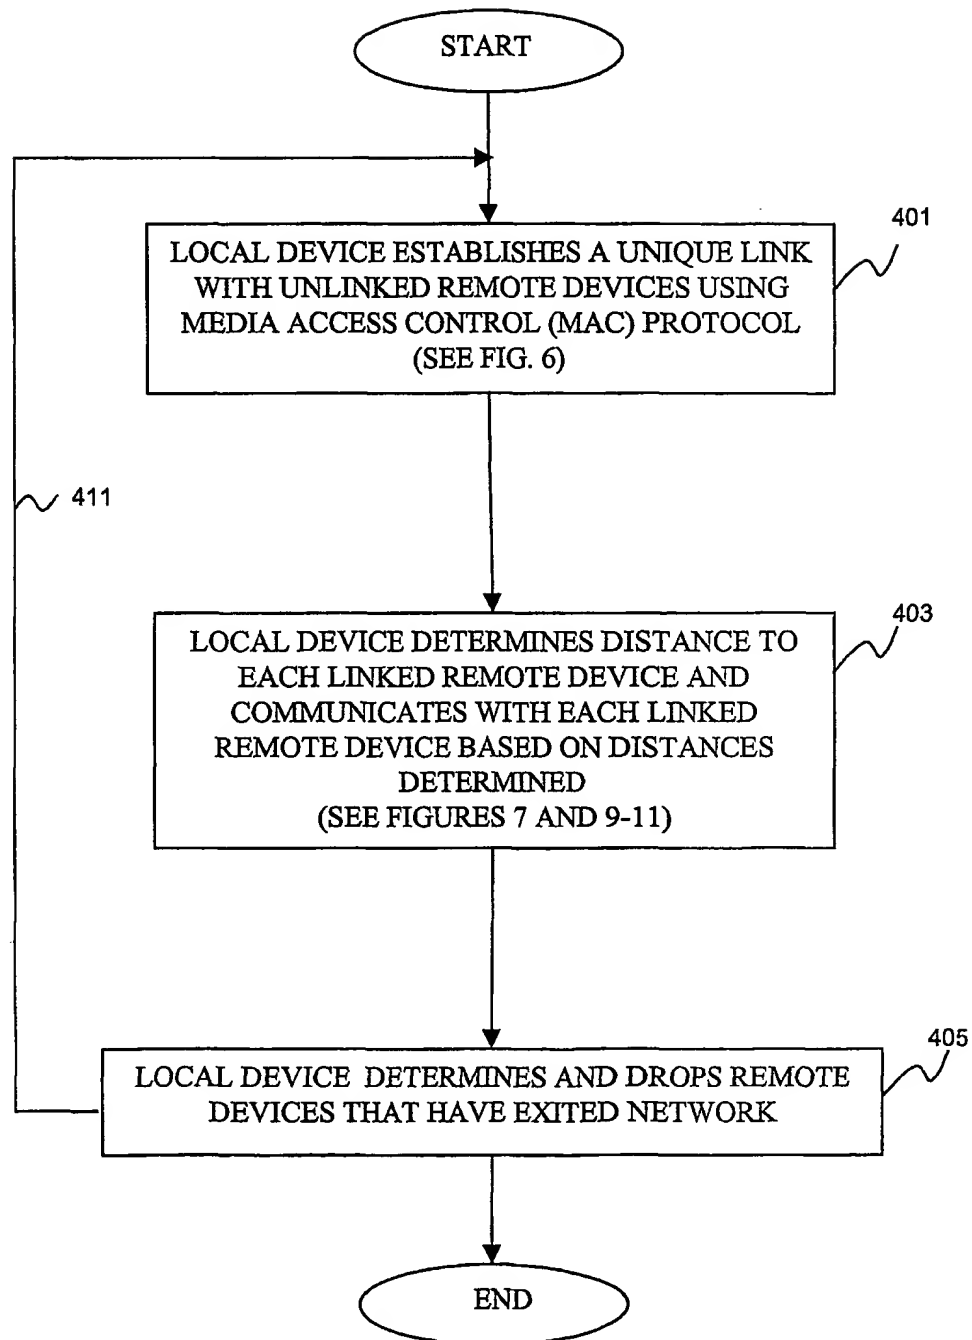 START
401
LOCAL DEVICE ESTABLISHES A UNIQUE LINK
WITH UNLINKED REMOTE DEVICES USING
MEDIA ACCESS CONTROL (MAC) PROTOCOL
(SEE FIG. 6)
411
403
LOCAL DEVICE DETERMINES DISTANCE TO
EACH LINKED REMOTE DEVICE AND
COMMUNICATES WITH EACH LINKED
REMOTE DEVICE BASED ON DISTANCES
DETERMINED
(SEE FIGURES 7 AND 9-11)
405
LOCAL DEVICE DETERMINES AND DROPS REMOTE
DEVICES THAT HAVE EXITED NETWORK
END